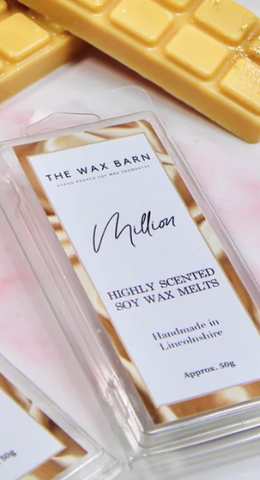 THE WAX BARN
HAND POURED SOY WAX PRODUCTS
Million
HIGHLY SCENTED
SOY WAX MELTS
Handmade in
Lincolnshire
Approx. 50g
50g